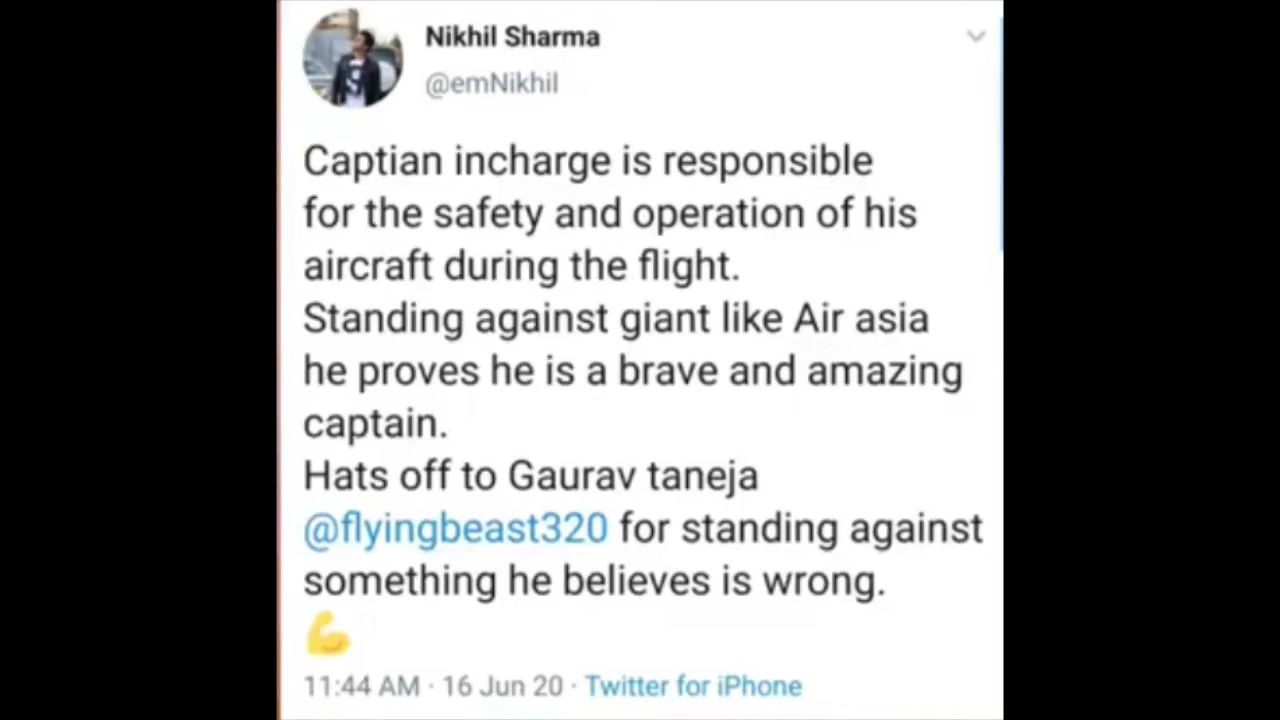 Nikhil Sharma
@emNikhil
Captian incharge is responsible
for the safety and operation of his
aircraft during the flight.
Standing against giant like Air asia
he proves he is a brave and amazing
captain.
Hats off to Gaurav taneja
@flyingbeast320 for standing against
something he believes is wrong.
💪
11:44 AM · 16 Jun 20 · Twitter for iPhone